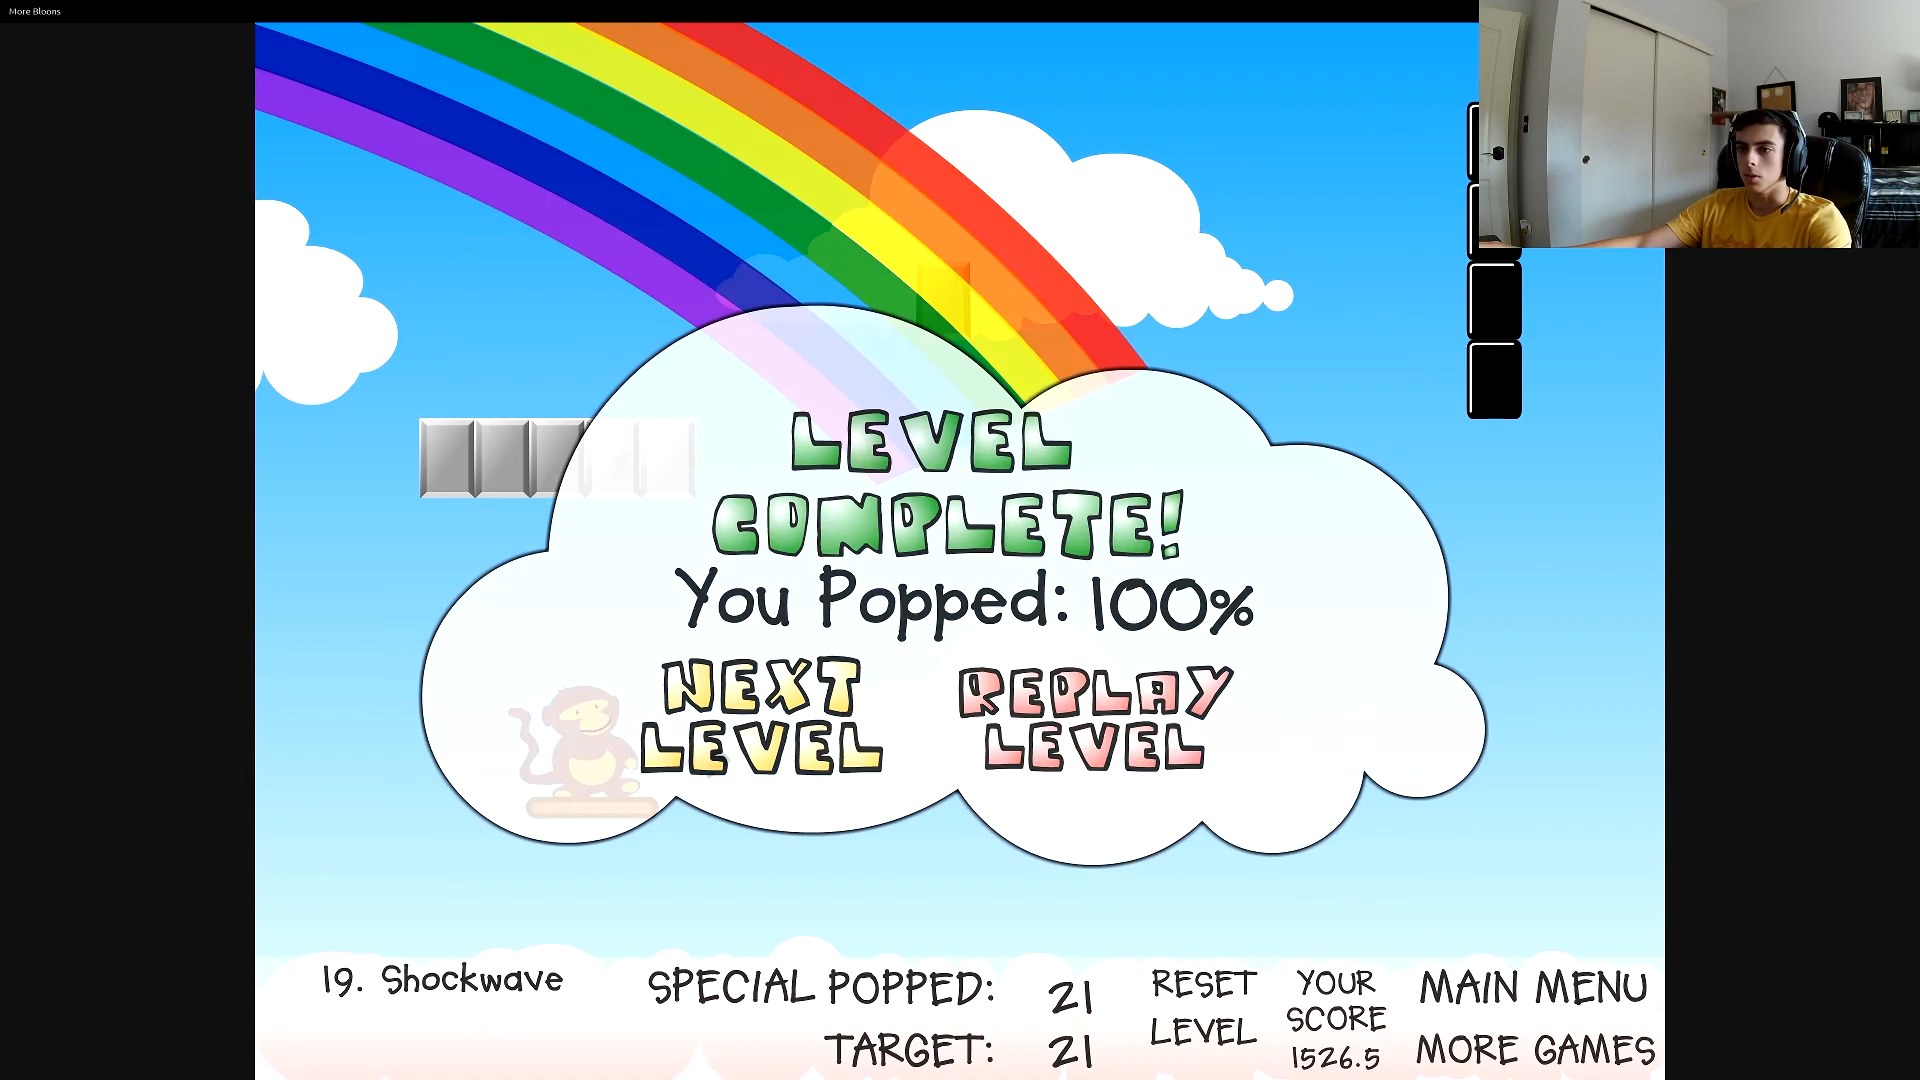 More Bloons
LEVEL
COMPLETE!
You Popped: 100%
NEXT
LEVEL
REPLAY
LEVEL
19. Shockwave
SPECIAL POPPED: 21
TARGET: 21
RESET
LEVEL
YOUR
SCORE
1526.5
MAIN MENU
MORE GAMES